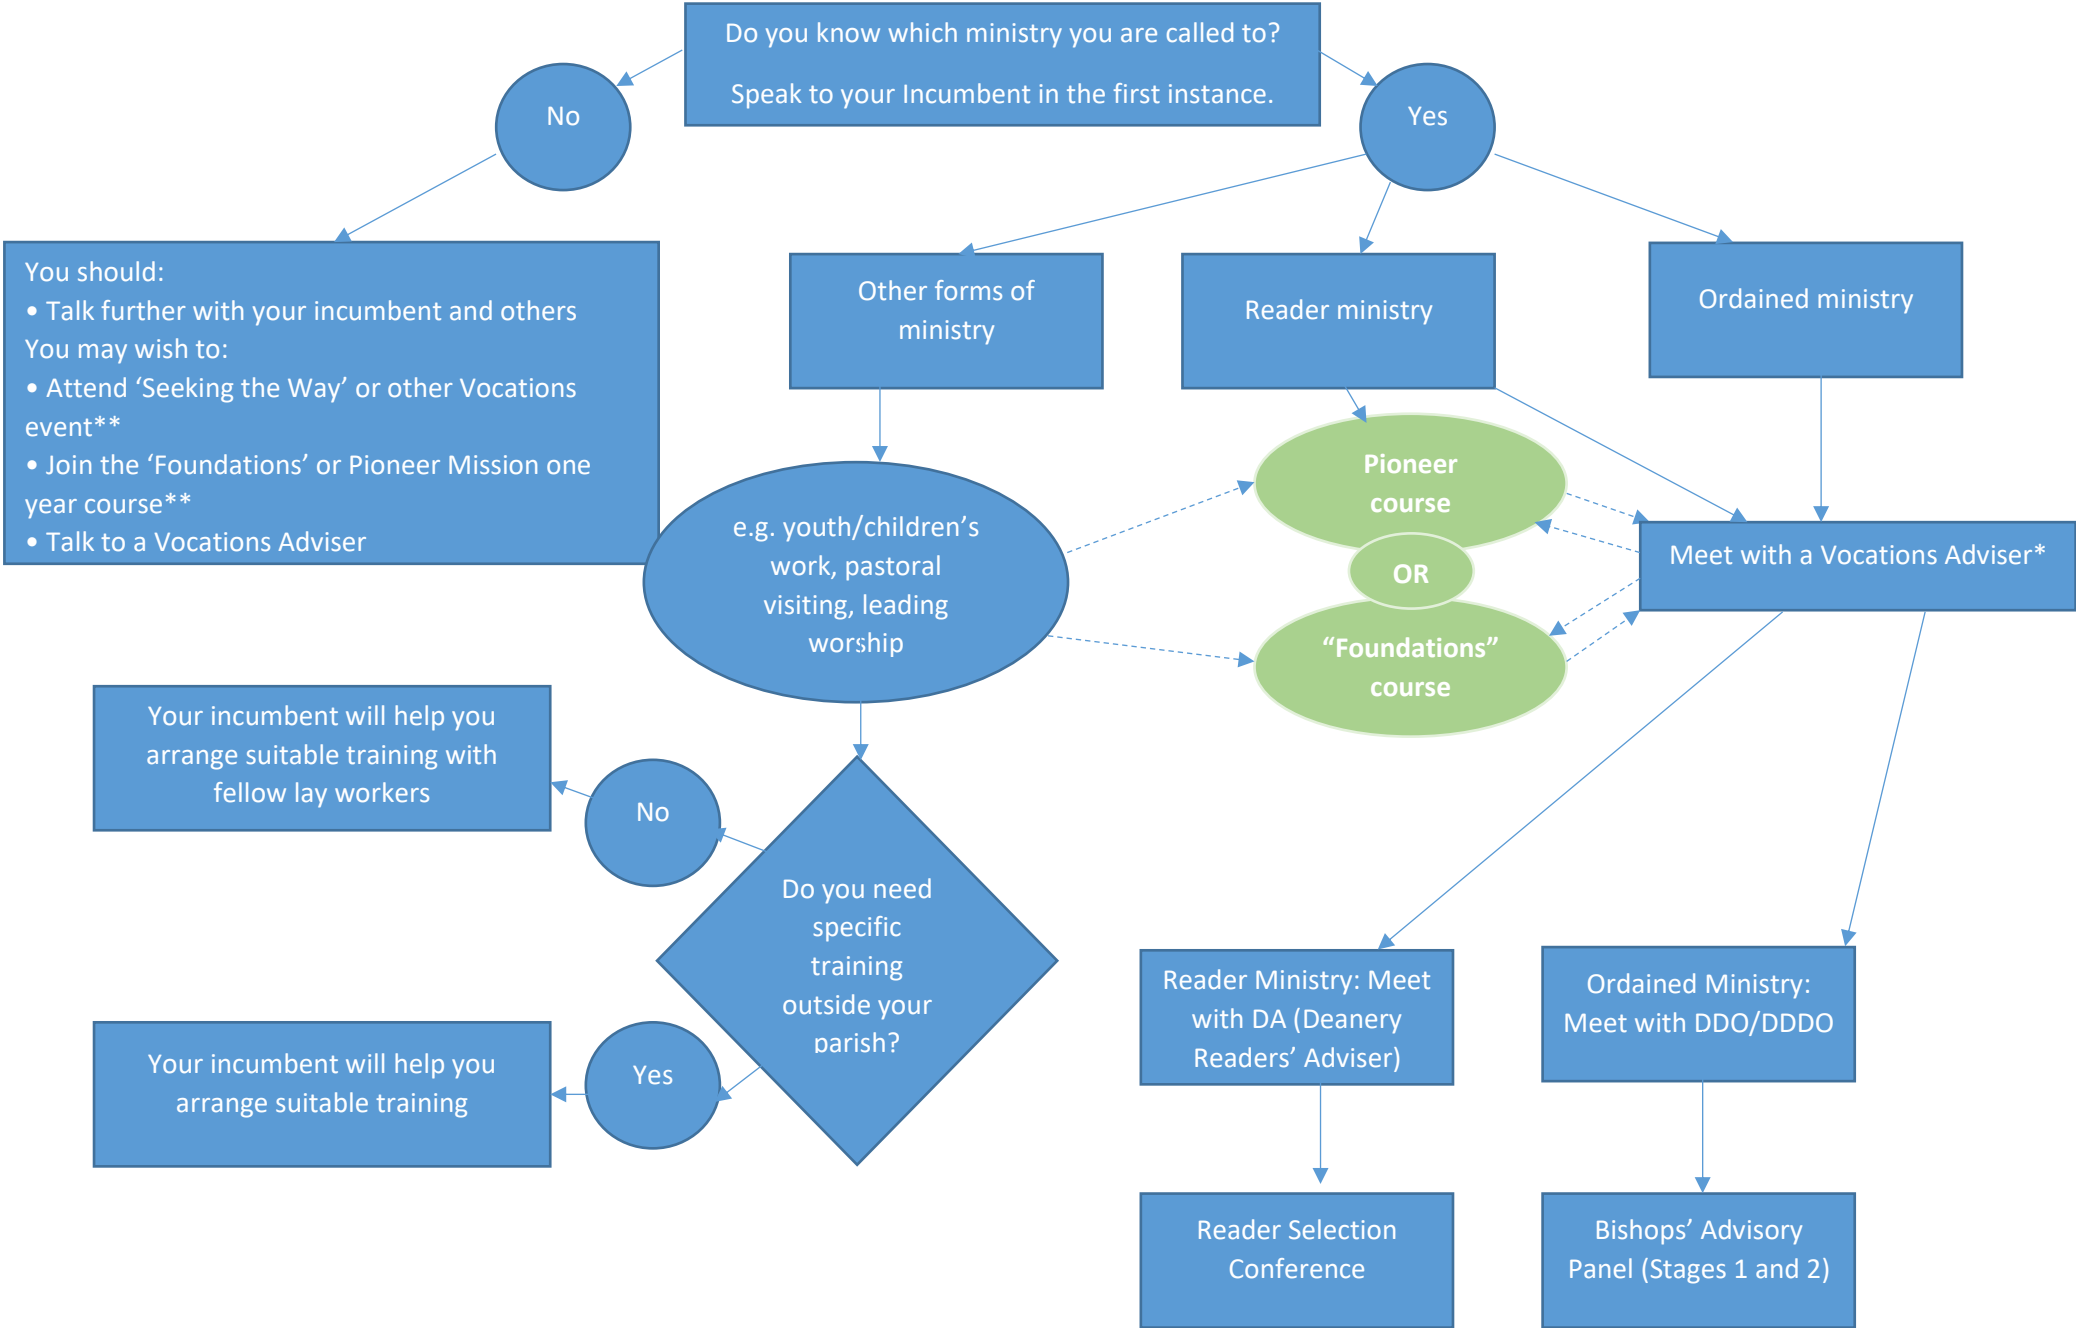 Do you know which ministry you are called to?
Speak to your Incumbent in the first instance.
No
Yes
You should:
• Talk further with your incumbent and others
You may wish to:
• Attend ‘Seeking the Way’ or other Vocations
event**
• Join the ‘Foundations’ or Pioneer Mission one
year course**
• Talk to a Vocations Adviser
Other forms of
ministry
Reader ministry
Ordained ministry
e.g. youth/children’s
work, pastoral
visiting, leading
worship
Pioneer
course
OR
“Foundations”
course
Meet with a Vocations Adviser*
Your incumbent will help you
arrange suitable training with
fellow lay workers
No
Do you need
specific
training
outside your
parish?
Your incumbent will help you
arrange suitable training
Yes
Reader Ministry: Meet
with DA (Deanery
Readers’ Adviser)
Ordained Ministry:
Meet with DDO/DDDO
Reader Selection
Conference
Bishops’ Advisory
Panel (Stages 1 and 2)